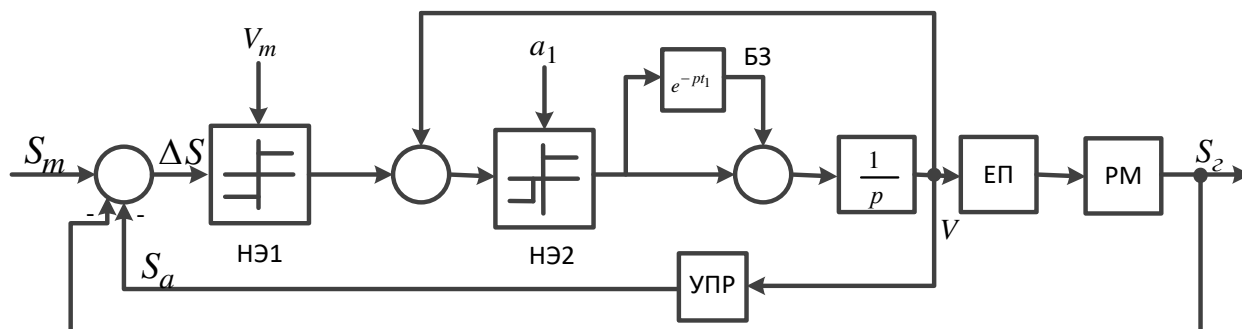 V_m
a_1
БЗ
e^{-pt_1}
S_m
ΔS
1
p
ЕП
РМ
S_г
-
-
НЭ1
НЭ2
V
S_a
УПР